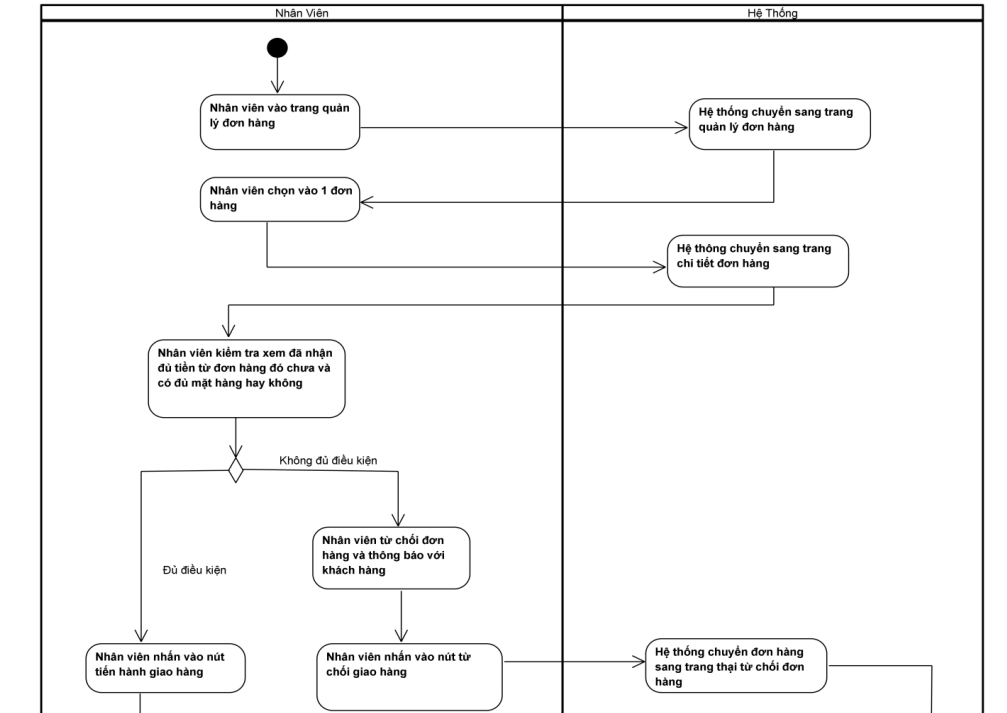 Nhân Viên
Hệ Thống
Nhân viên vào trang quản
lý đơn hàng
Hệ thống chuyển sang trang
quản lý đơn hàng
Nhân viên chọn vào 1 đơn
hàng
Hệ thông chuyển sang trang
chi tiết đơn hàng
Nhân viên kiểm tra xem đã nhận
đủ tiền từ đơn hàng đó chưa và
có đủ mặt hàng hay không
Không đủ điều kiện
Nhân viên từ chối đơn
hàng và thông báo với
khách hàng
Đủ điều kiện
Nhân viên nhấn vào nút
tiến hành giao hàng
Nhân viên nhấn vào nút từ
chối giao hàng
Hệ thống chuyển đơn hàng
sang trang thại từ chối đơn
hàng